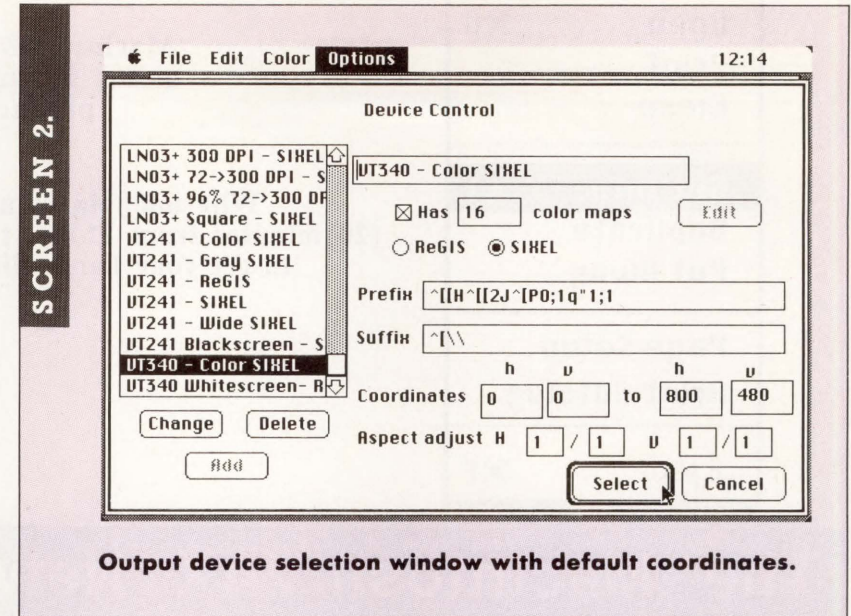 SCREEN 2.
File Edit Color Options 12:14
Device Control
LN03+ 300 DPI - SIXEL
LN03+ 72->300 DPI - S
LN03+ 96% 72->300 DP
LN03+ Square - SIXEL
VT241 - Color SIXEL
VT241 - Gray SIXEL
VT241 - ReGIS
VT241 - SIXEL
VT241 - Wide SIXEL
VT241 Blackscreen - S
VT340 - Color SIXEL
VT340 Whitescreen- R
Change Delete
Add
VT340 - Color SIXEL
Has 16 color maps Edit
ReGIS SIXEL
Prefix ^[[H^[[2J^[P0;1q"1;1
Suffix ^[\\
h v h v
Coordinates 0 0 to 800 480
Aspect adjust H 1 / 1 V 1 / 1
Select Cancel
Output device selection window with default coordinates.